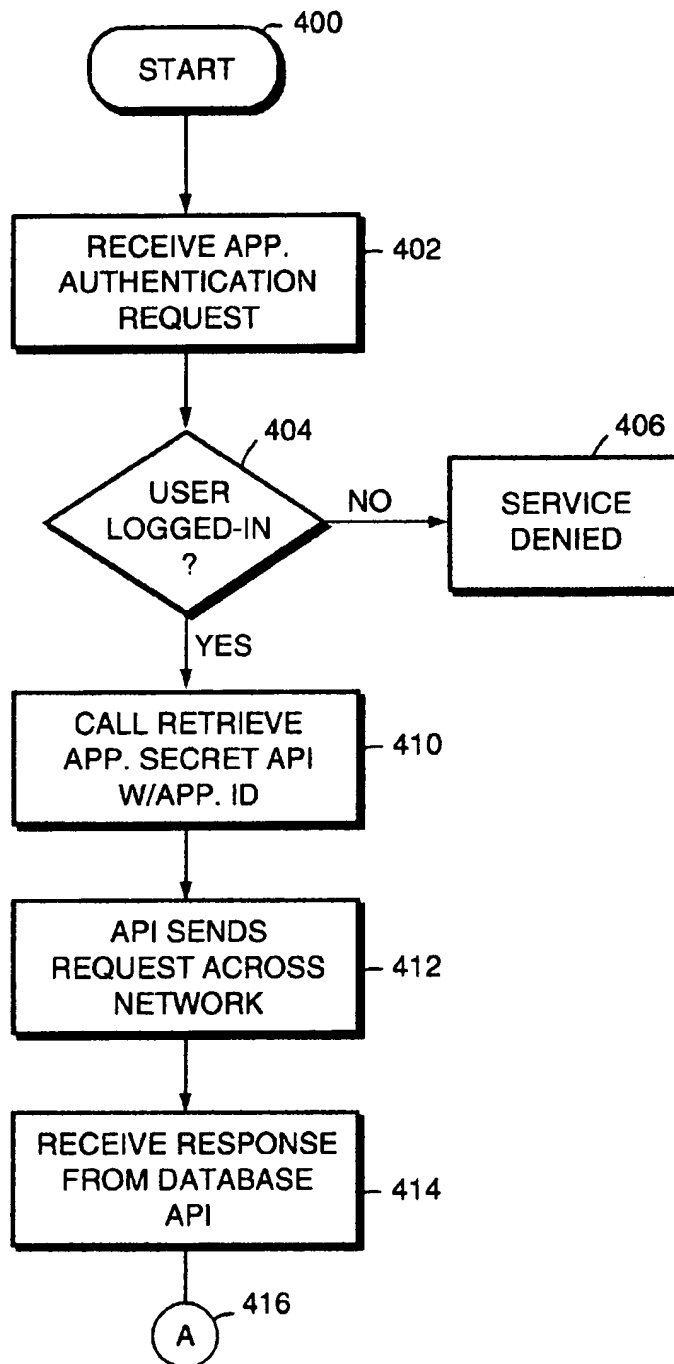 400
START
RECEIVE APP.
AUTHENTICATION
REQUEST
402
404
USER
LOGGED-IN
?
NO
406
SERVICE
DENIED
YES
CALL RETRIEVE
APP. SECRET API
W/APP. ID
410
API SENDS
REQUEST ACROSS
NETWORK
412
RECEIVE RESPONSE
FROM DATABASE
API
414
416
A